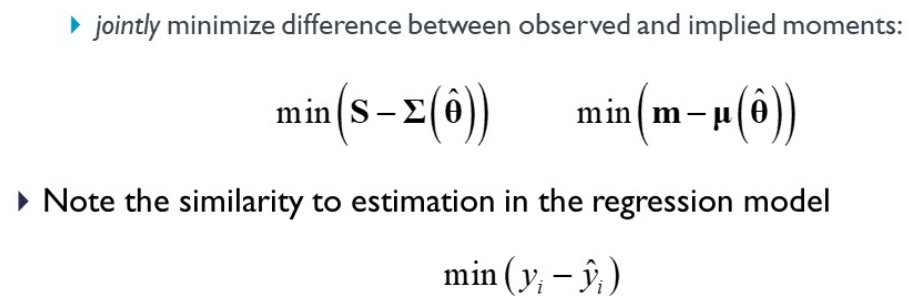 ▸ jointly minimize difference between observed and implied moments:
min(S − Σ(θ̂)) min(m − μ(θ̂))
▸ Note the similarity to estimation in the regression model
min(yᵢ − ŷᵢ)